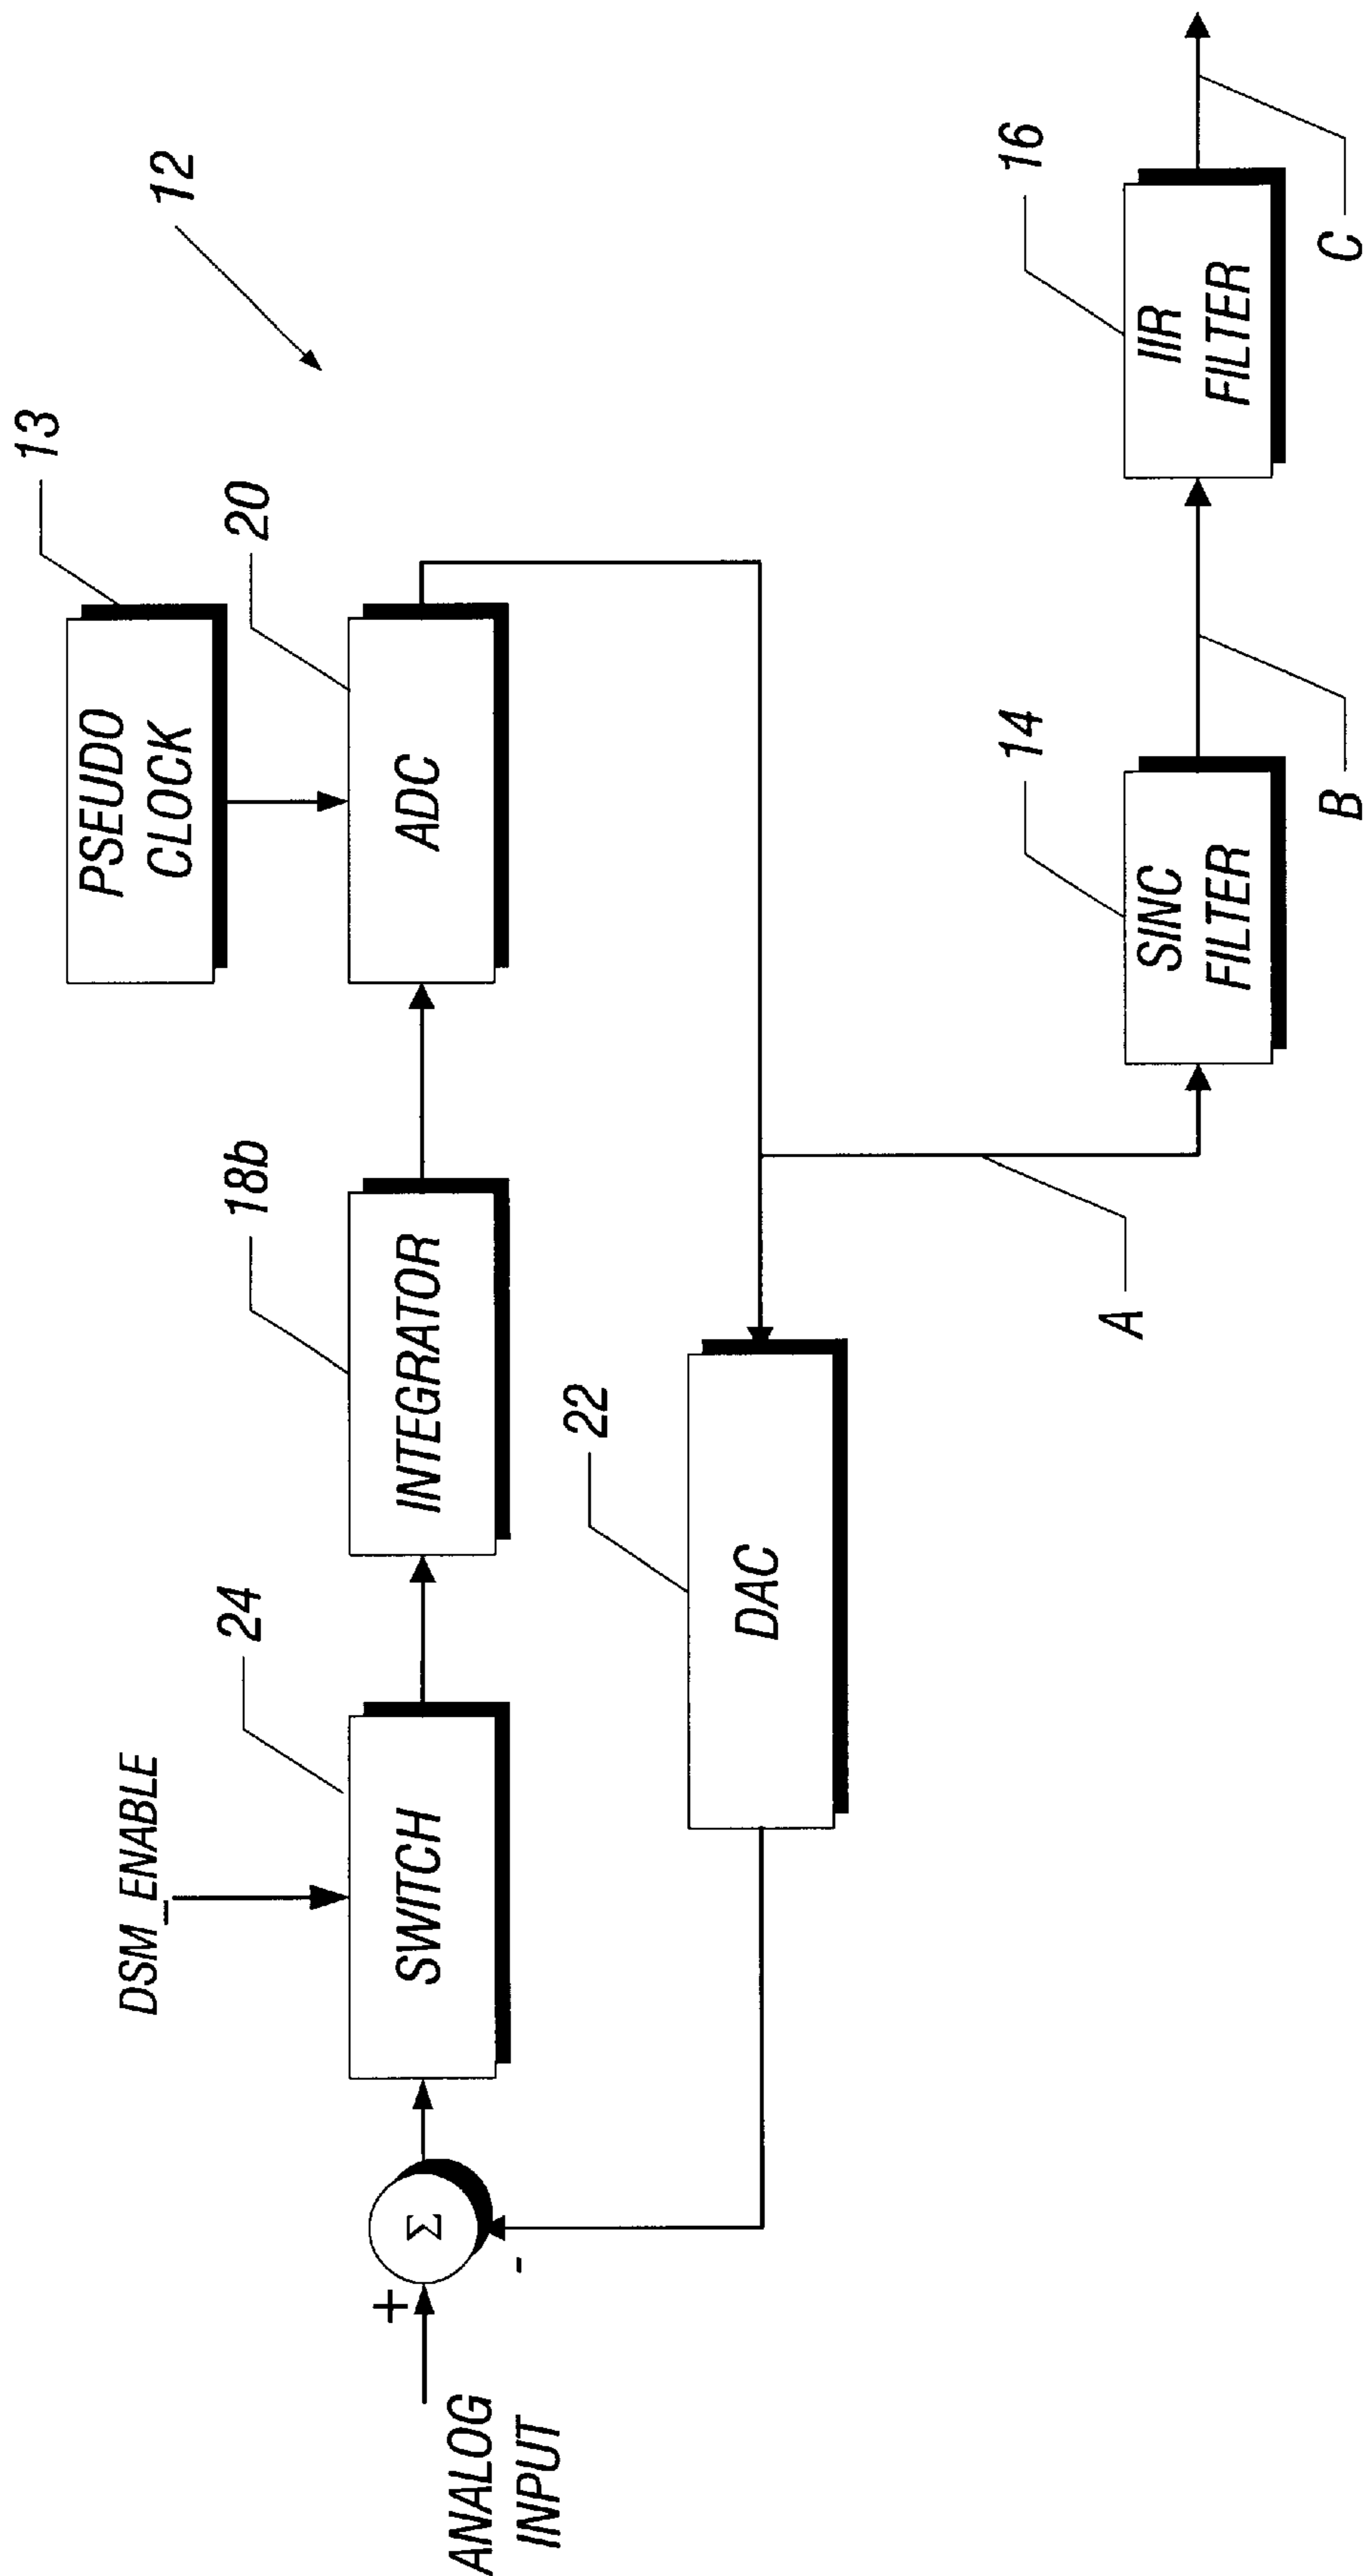 12
13
PSEUDO
CLOCK
DSM_ENABLE
24
18b
20
+
Σ
-
SWITCH
INTEGRATOR
ADC
ANALOG
INPUT
22
DAC
A
14
SINC
FILTER
B
16
IIR
FILTER
C